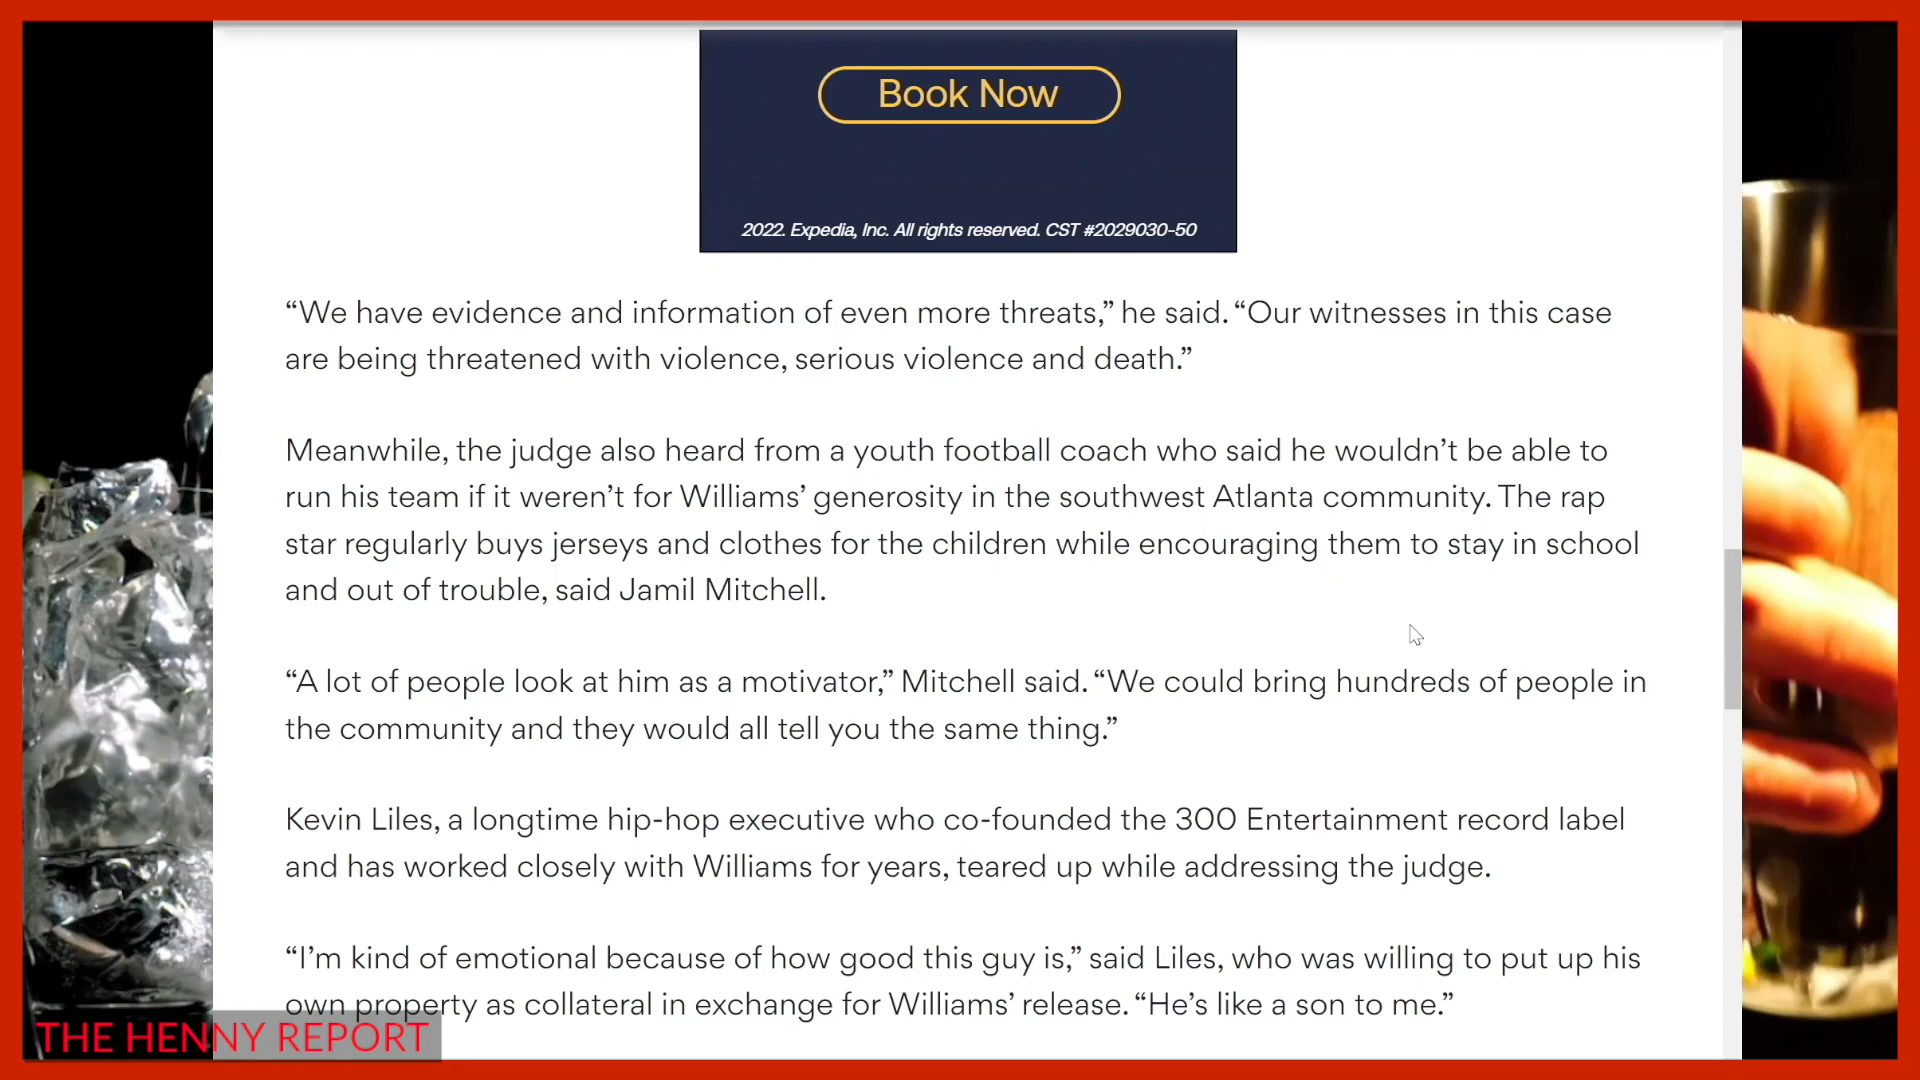 Book Now
2022. Expedia, Inc. All rights reserved. CST #2029030-50
“We have evidence and information of even more threats,” he said. “Our witnesses in this case
are being threatened with violence, serious violence and death.”
Meanwhile, the judge also heard from a youth football coach who said he wouldn’t be able to
run his team if it weren’t for Williams’ generosity in the southwest Atlanta community. The rap
star regularly buys jerseys and clothes for the children while encouraging them to stay in school
and out of trouble, said Jamil Mitchell.
“A lot of people look at him as a motivator,” Mitchell said. “We could bring hundreds of people in
the community and they would all tell you the same thing.”
Kevin Liles, a longtime hip-hop executive who co-founded the 300 Entertainment record label
and has worked closely with Williams for years, teared up while addressing the judge.
“I’m kind of emotional because of how good this guy is,” said Liles, who was willing to put up his
own property as collateral in exchange for Williams’ release. “He’s like a son to me.”
THE HENNY REPORT